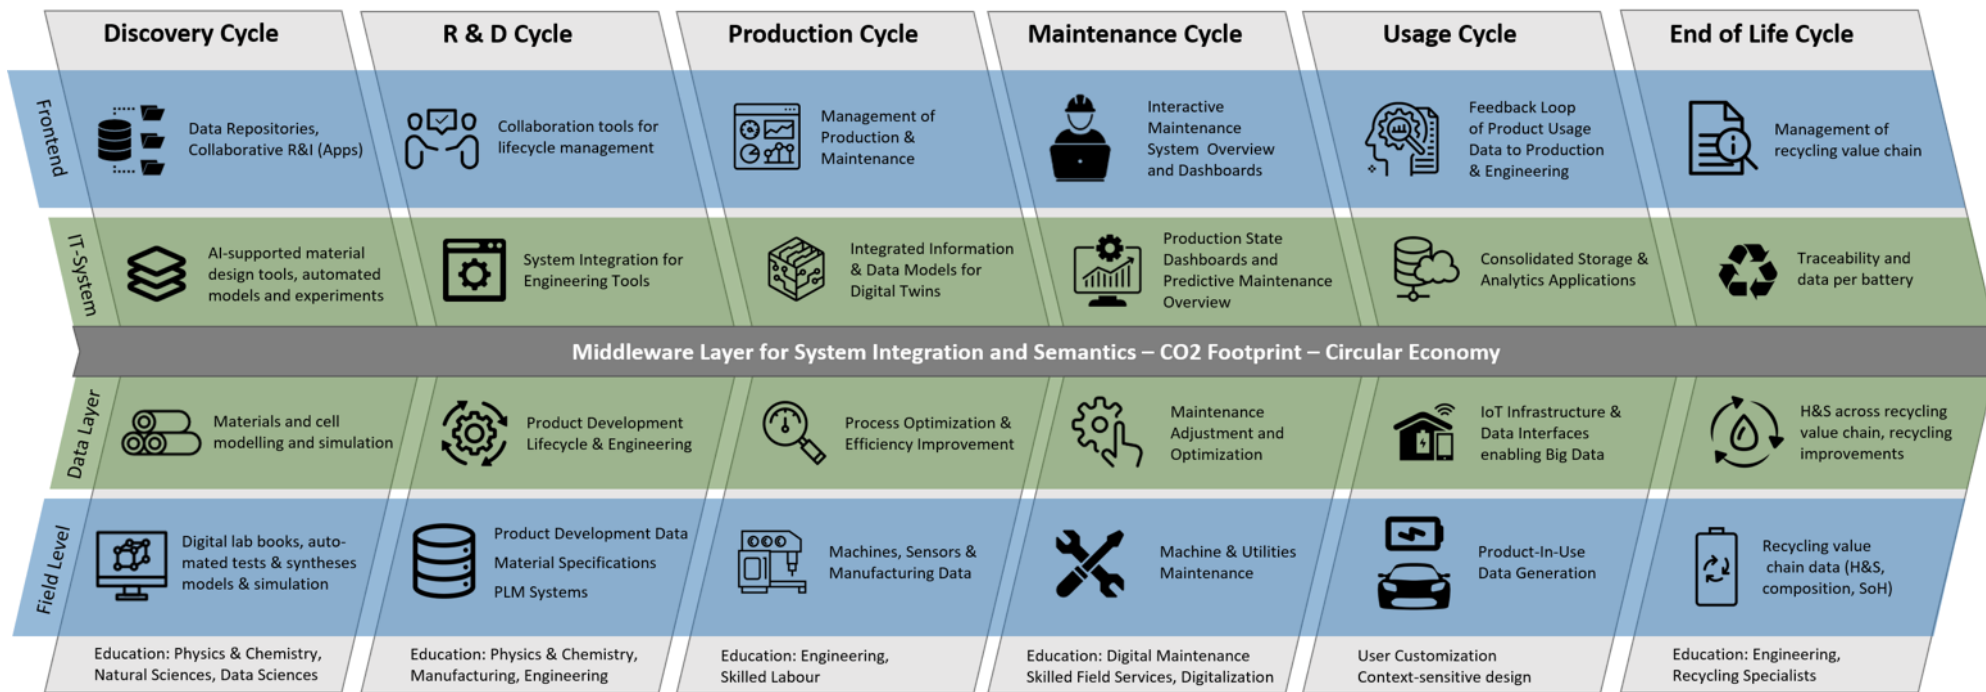 Discovery Cycle
R & D Cycle
Production Cycle
Maintenance Cycle
Usage Cycle
End of Life Cycle
Frontend
Data Repositories,
Collaborative R&I (Apps)
Collaboration tools for
lifecycle management
Management of
Production &
Maintenance
Interactive
Maintenance
System Overview
and Dashboards
Feedback Loop
of Product Usage
Data to Production
& Engineering
Management of
recycling value chain
IT-System
AI-supported material
design tools, automated
models and experiments
System Integration for
Engineering Tools
Integrated Information
& Data Models for
Digital Twins
Production State
Dashboards and
Predictive Maintenance
Overview
Consolidated Storage &
Analytics Applications
Traceability and
data per battery
Middleware Layer for System Integration and Semantics – CO2 Footprint – Circular Economy
Data Layer
Materials and cell
modelling and simulation
Product Development
Lifecycle & Engineering
Process Optimization &
Efficiency Improvement
Maintenance
Adjustment and
Optimization
IoT Infrastructure &
Data Interfaces
enabling Big Data
H&S across recycling
value chain, recycling
improvements
Field Level
Digital lab books, auto-
mated tests & syntheses
models & simulation
Product Development Data
Material Specifications
PLM Systems
Machines, Sensors &
Manufacturing Data
Machine & Utilities
Maintenance
Product-In-Use
Data Generation
Recycling value
chain data (H&S,
composition, SoH)
Education: Physics & Chemistry,
Natural Sciences, Data Sciences
Education: Physics & Chemistry,
Manufacturing, Engineering
Education: Engineering,
Skilled Labour
Education: Digital Maintenance
Skilled Field Services, Digitalization
User Customization
Context-sensitive design
Education: Engineering,
Recycling Specialists